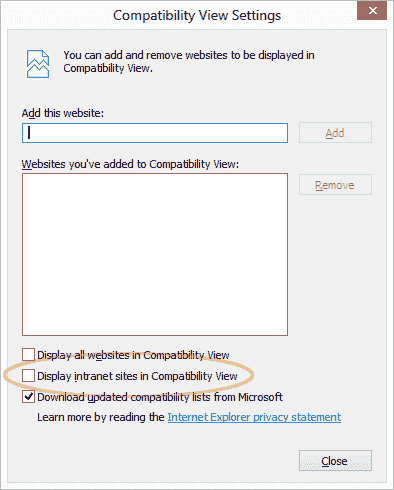 Compatibility View Settings
You can add and remove websites to be displayed in
Compatibility View.
Add this website:
Add
Websites you've added to Compatibility View:
Remove
Display all websites in Compatibility View
Display intranet sites in Compatibility View
Download updated compatibility lists from Microsoft
Learn more by reading the Internet Explorer privacy statement
Close